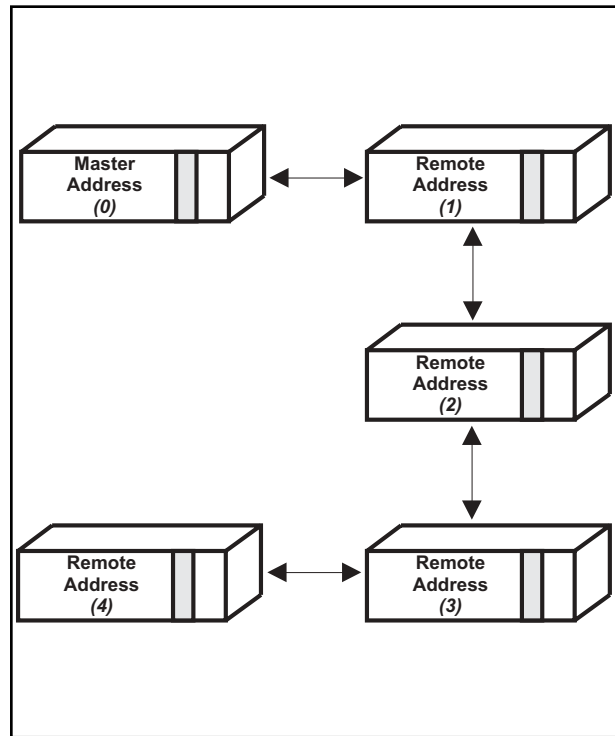 Master
Address
(0)
Remote
Address
(1)
Remote
Address
(2)
Remote
Address
(4)
Remote
Address
(3)